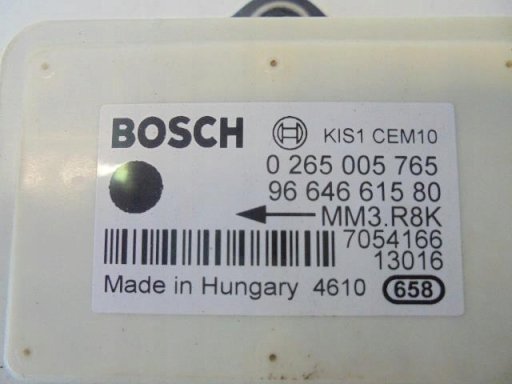 BOSCH KIS1 CEM10
0 265 005 765
96 646 615 80
MM3.R8K
7054166
13016
Made in Hungary 4610 658